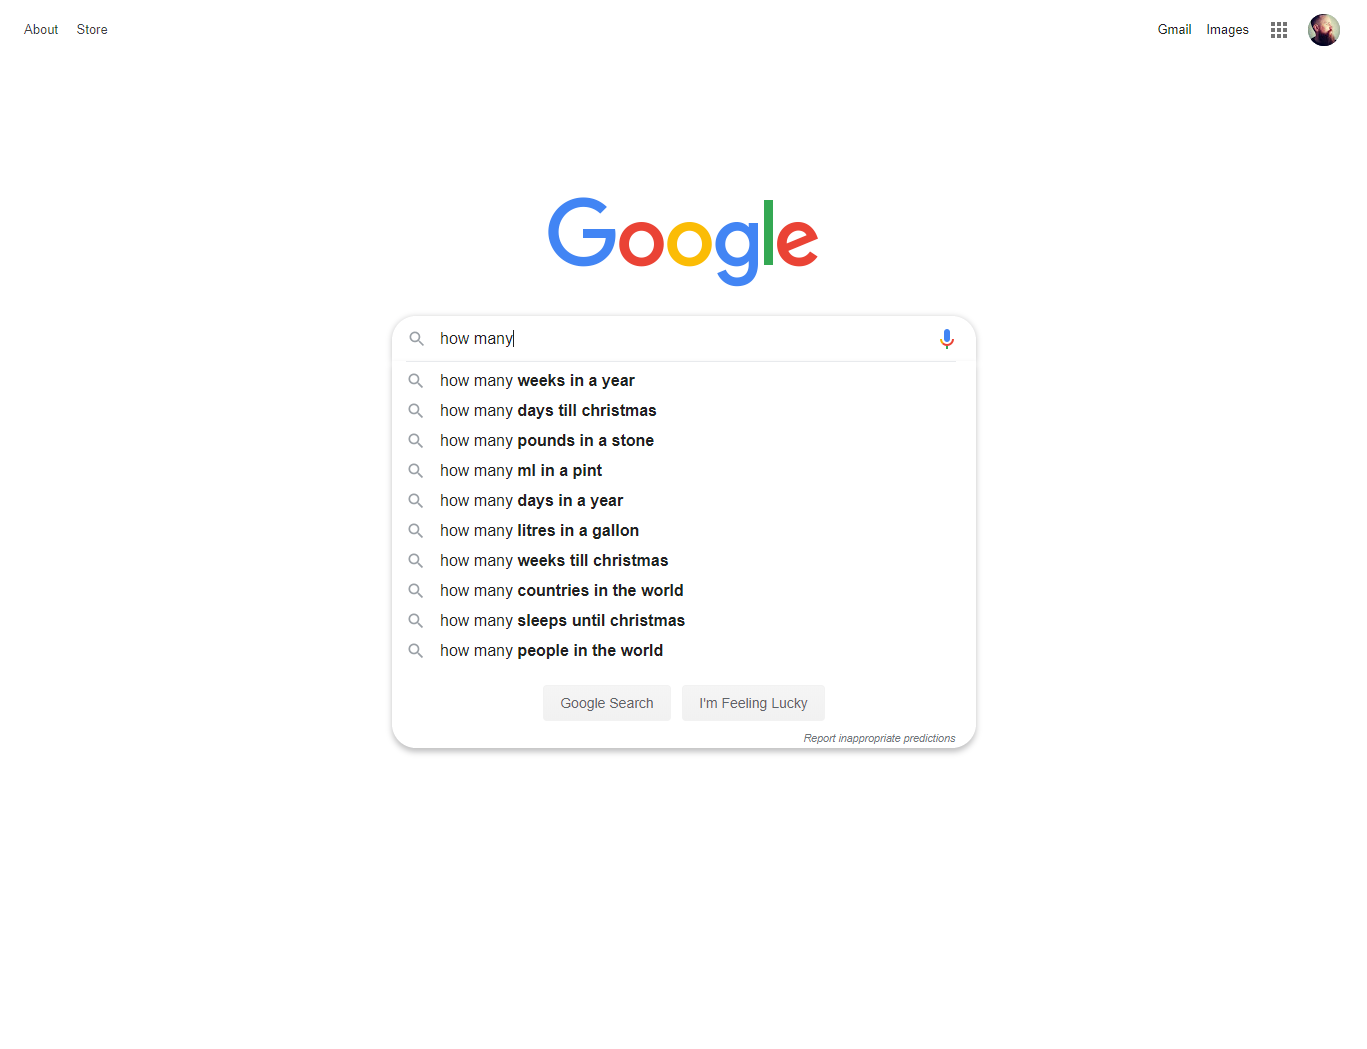 About Store Gmail Images
Google
how many
how many weeks in a year
how many days till christmas
how many pounds in a stone
how many ml in a pint
how many days in a year
how many litres in a gallon
how many weeks till christmas
how many countries in the world
how many sleeps until christmas
how many people in the world
Google Search I'm Feeling Lucky
Report inappropriate predictions